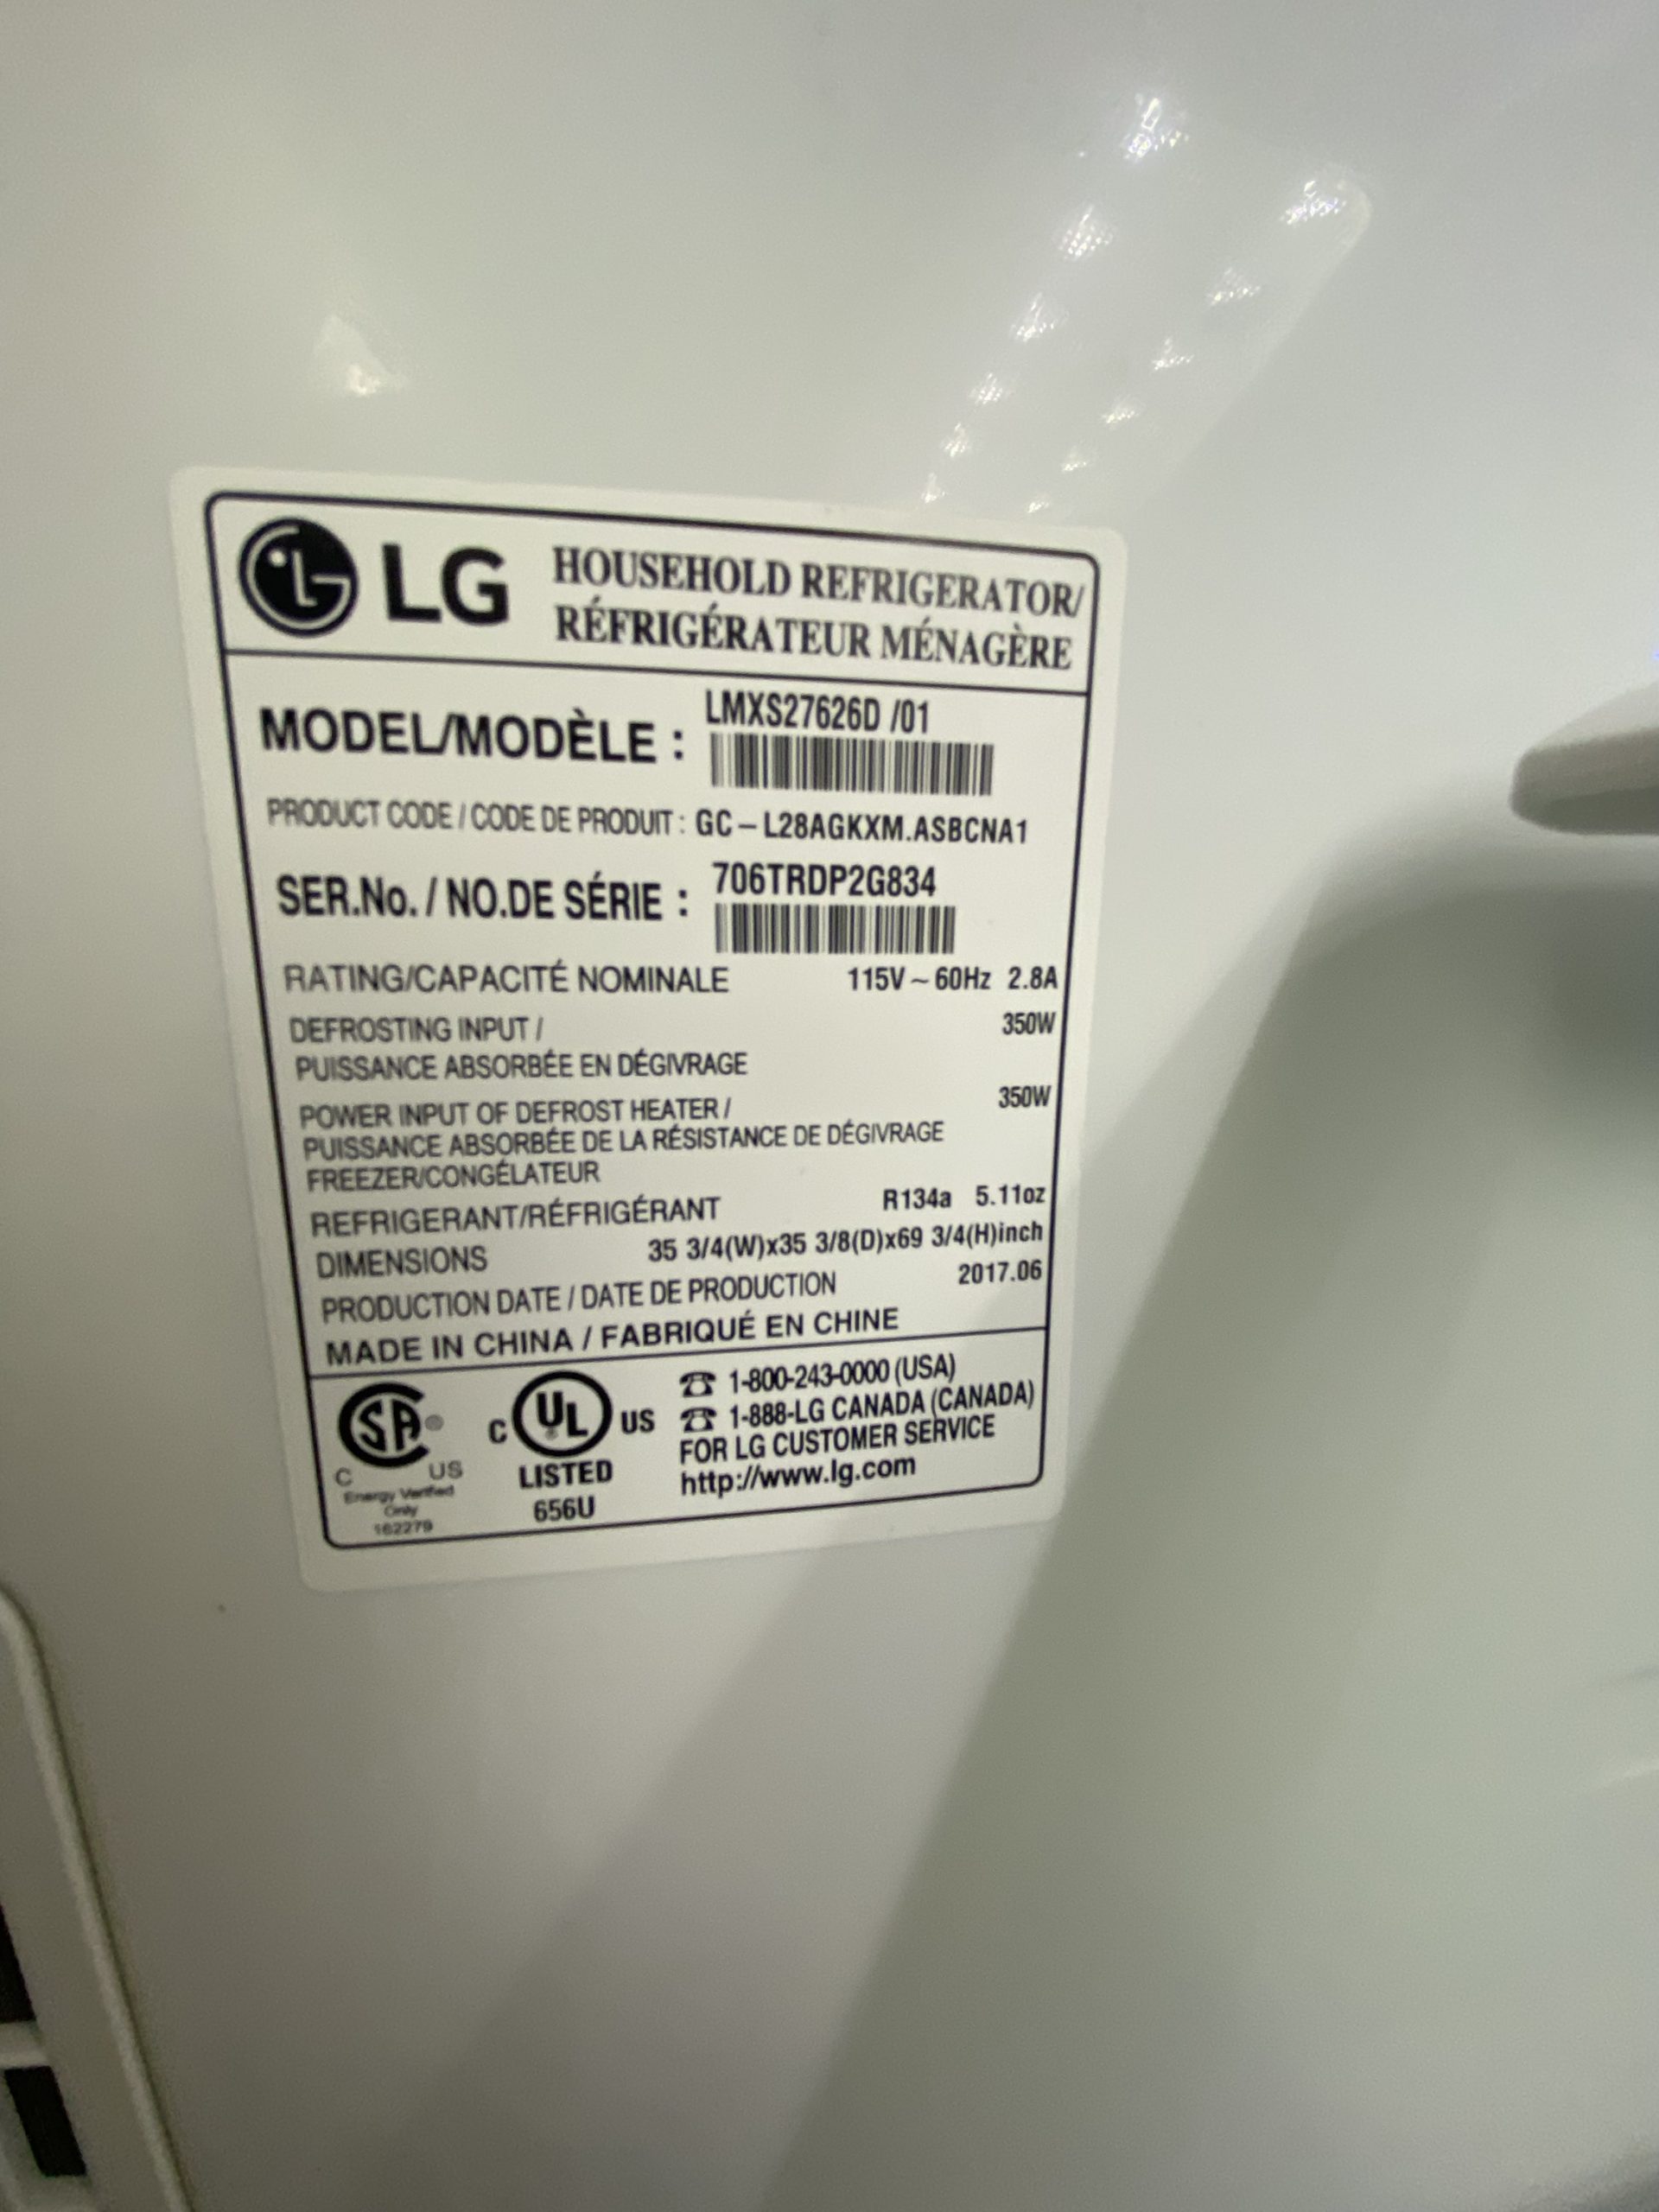 LG HOUSEHOLD REFRIGERATOR/
RÉFRIGÉRATEUR MÉNAGÈRE
MODEL/MODÈLE : LMXS27626D /01
PRODUCT CODE / CODE DE PRODUIT : GC – L28AGKXM.ASBCNA1
SER.No. / NO.DE SÉRIE : 706TRDP2G834
RATING/CAPACITÉ NOMINALE 115V ~ 60Hz 2.8A
DEFROSTING INPUT / 350W
PUISSANCE ABSORBÉE EN DÉGIVRAGE
POWER INPUT OF DEFROST HEATER / 350W
PUISSANCE ABSORBÉE DE LA RÉSISTANCE DE DÉGIVRAGE
FREEZER/CONGÉLATEUR
REFRIGERANT/RÉFRIGÉRANT R134a 5.11oz
DIMENSIONS 35 3/4(W)x35 3/8(D)x69 3/4(H)inch
PRODUCTION DATE / DATE DE PRODUCTION 2017.06
MADE IN CHINA / FABRIQUÉ EN CHINE
SA ®
C US
Energy Verified
Only
162279
C UL ® US
LISTED
656U
☎ 1-800-243-0000 (USA)
☎ 1-888-LG CANADA (CANADA)
FOR LG CUSTOMER SERVICE
http://www.lg.com